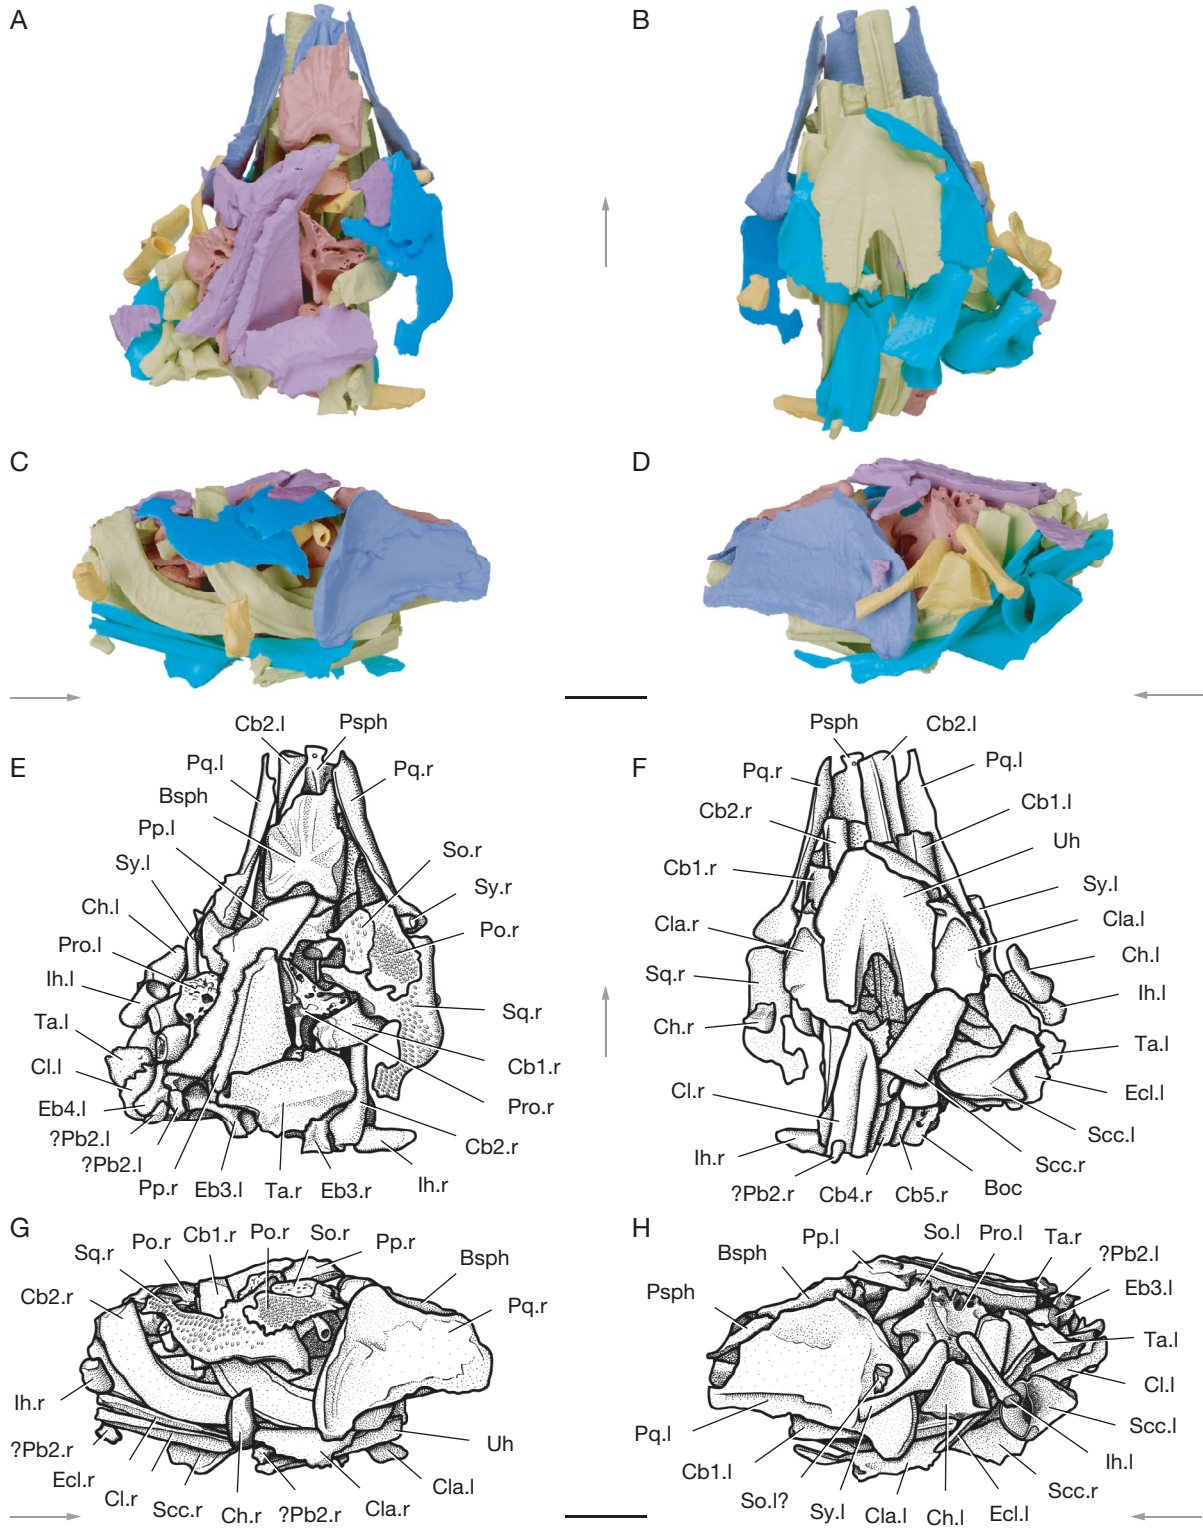 A
B
C
D
E
Cb2.l
Psph
Pq.l
Pq.r
Bsph
Pp.l
So.r
Sy.l
Sy.r
Ch.l
Po.r
Pro.l
Ih.l
Sq.r
Ta.l
Cl.l
Cb1.r
Eb4.l
Pro.r
?Pb2.l
Cb2.r
?Pb2.l
Pp.r
Eb3.l
Ta.r
Eb3.r
Ih.r
F
Psph
Cb2.l
Pq.r
Pq.l
Cb2.r
Cb1.l
Uh
Cb1.r
Sy.l
Cla.r
Cla.l
Sq.r
Ch.l
Ih.l
Ch.r
Ta.l
Cl.r
Ecl.l
Scc.l
Ih.r
Scc.r
?Pb2.r
Cb4.r
Cb5.r
Boc
G
Sq.r
Po.r
Cb1.r
Po.r
So.r
Pp.r
Bsph
Cb2.r
Pq.r
Ih.r
?Pb2.r
Uh
Ecl.r
Cl.r
Scc.r
Ch.r
?Pb2.r
Cla.r
Cla.l
H
Pp.l
So.l
Pro.l
Ta.r
?Pb2.l
Bsph
Eb3.l
Psph
Ta.l
Cl.l
Pq.l
Scc.l
Cb1.l
Ih.l
So.l?
Scc.r
Sy.l
Cla.l
Ch.l
Ecl.l